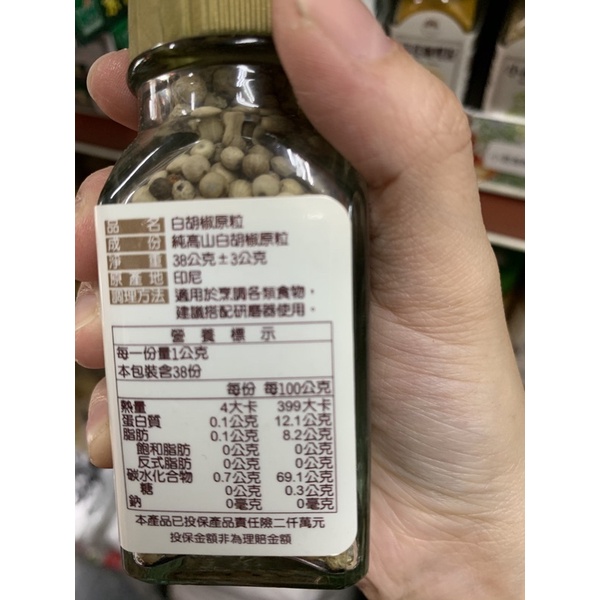 品名 白胡椒原粒
成份 純高山白胡椒原粒
淨重 38公克±3公克
原產地 印尼
調理方法 適用於烹調各類食物，
建議搭配研磨器使用。
營養標示
每一份量1公克
本包裝含38份
每份 每100公克
熱量 4大卡 399大卡
蛋白質 0.1公克 12.1公克
脂肪 0.1公克 8.2公克
飽和脂肪 0公克 0公克
反式脂肪 0公克 0公克
碳水化合物 0.7公克 69.1公克
糖 0公克 0.3公克
鈉 0毫克 0毫克
本產品已投保產品責任險二仟萬元
投保金額非為理賠金額